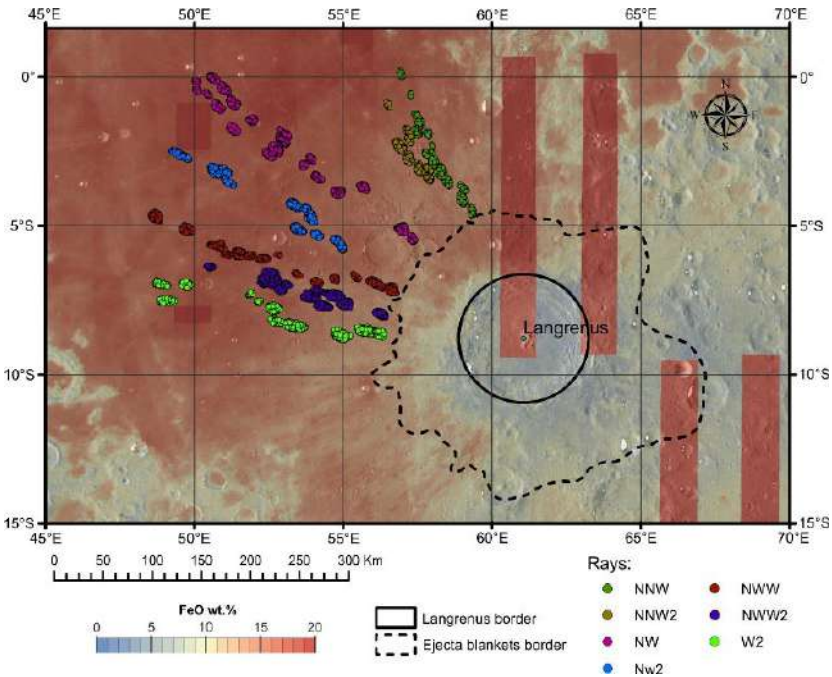 45°E 50°E 55°E 60°E 65°E 70°E
0° 0°
N
W E
S
5°S 5°S
Langrenus
10°S 10°S
15°S 15°S
45°E 50°E 55°E 60°E 65°E 70°E
0 50 100 150 200 250 300 Km
FeO wt.%
0 5 10 15 20
Langrenus border
Ejecta blankets border
Rays:
NNW NWW
NNW2 NWW2
NW W2
Nw2